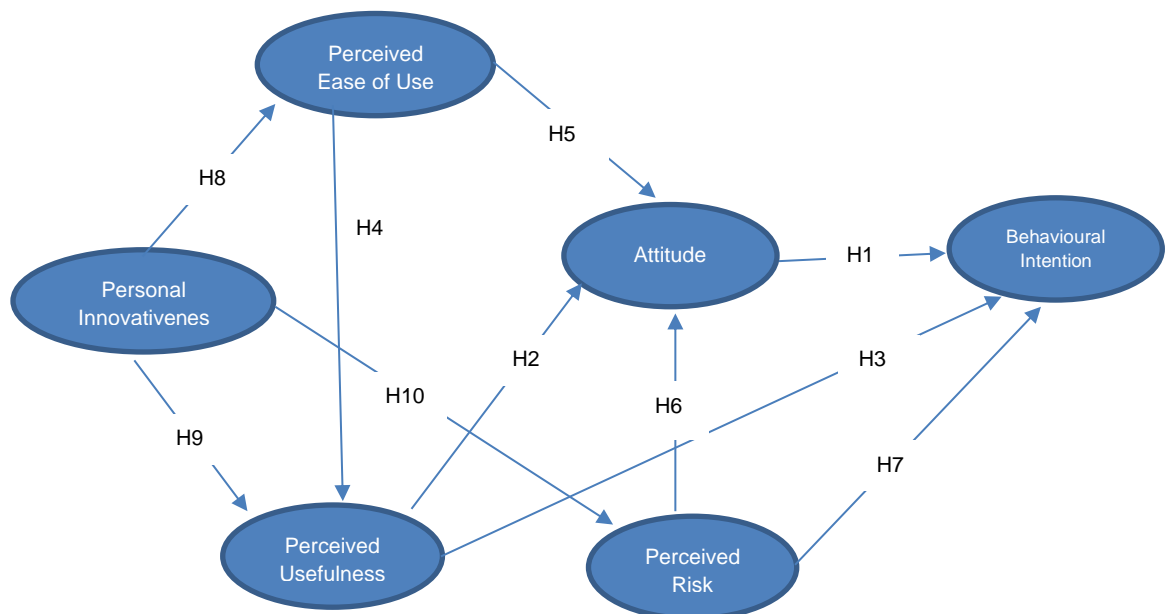 Perceived
Ease of Use
H5
H8
H4
Attitude
H1
Behavioural
Intention
Personal
Innovativenes
H2
H3
H10
H6
H9
H7
Perceived
Usefulness
Perceived
Risk